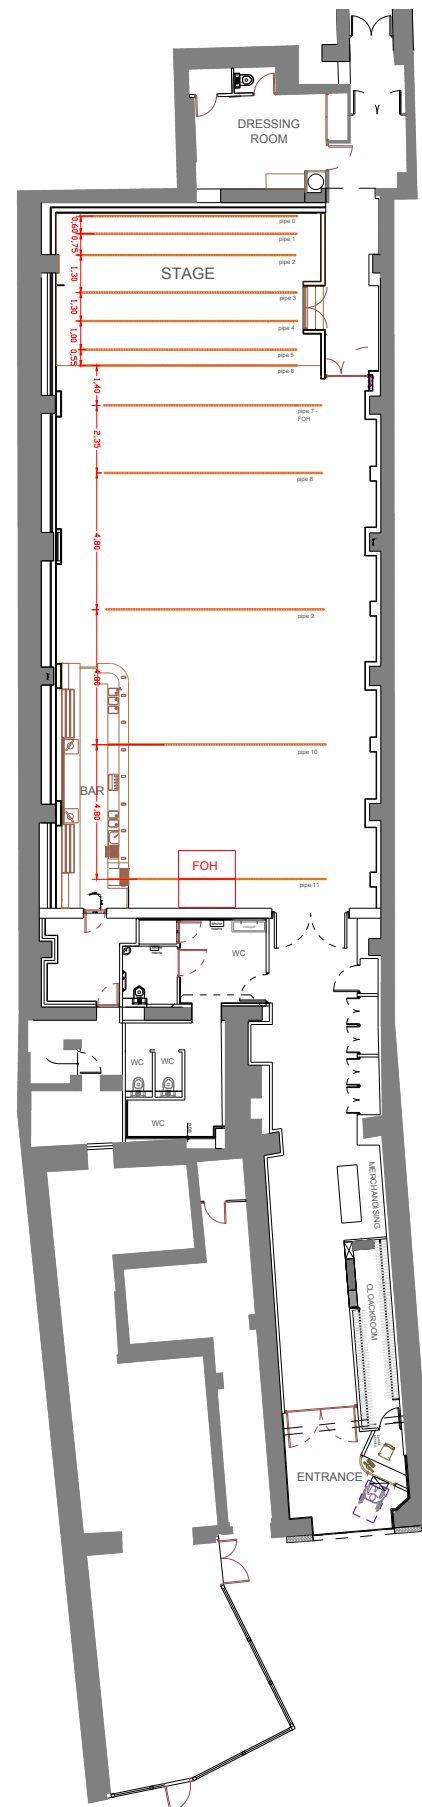 DRESSING
ROOM
pipe 0
0,60
pipe 1
0,75
pipe 2
STAGE
1,30
pipe 3
1,30
pipe 4
1,00
pipe 5
0,55
pipe 6
1,40
pipe 7 -
FOH
2,35
pipe 8
4,80
pipe 9
4,80
pipe 10
BAR
4,80
FOH
pipe 11
WC
WC
WC
WC
MERCHANDISING
CLOACKROOM
ENTRANCE